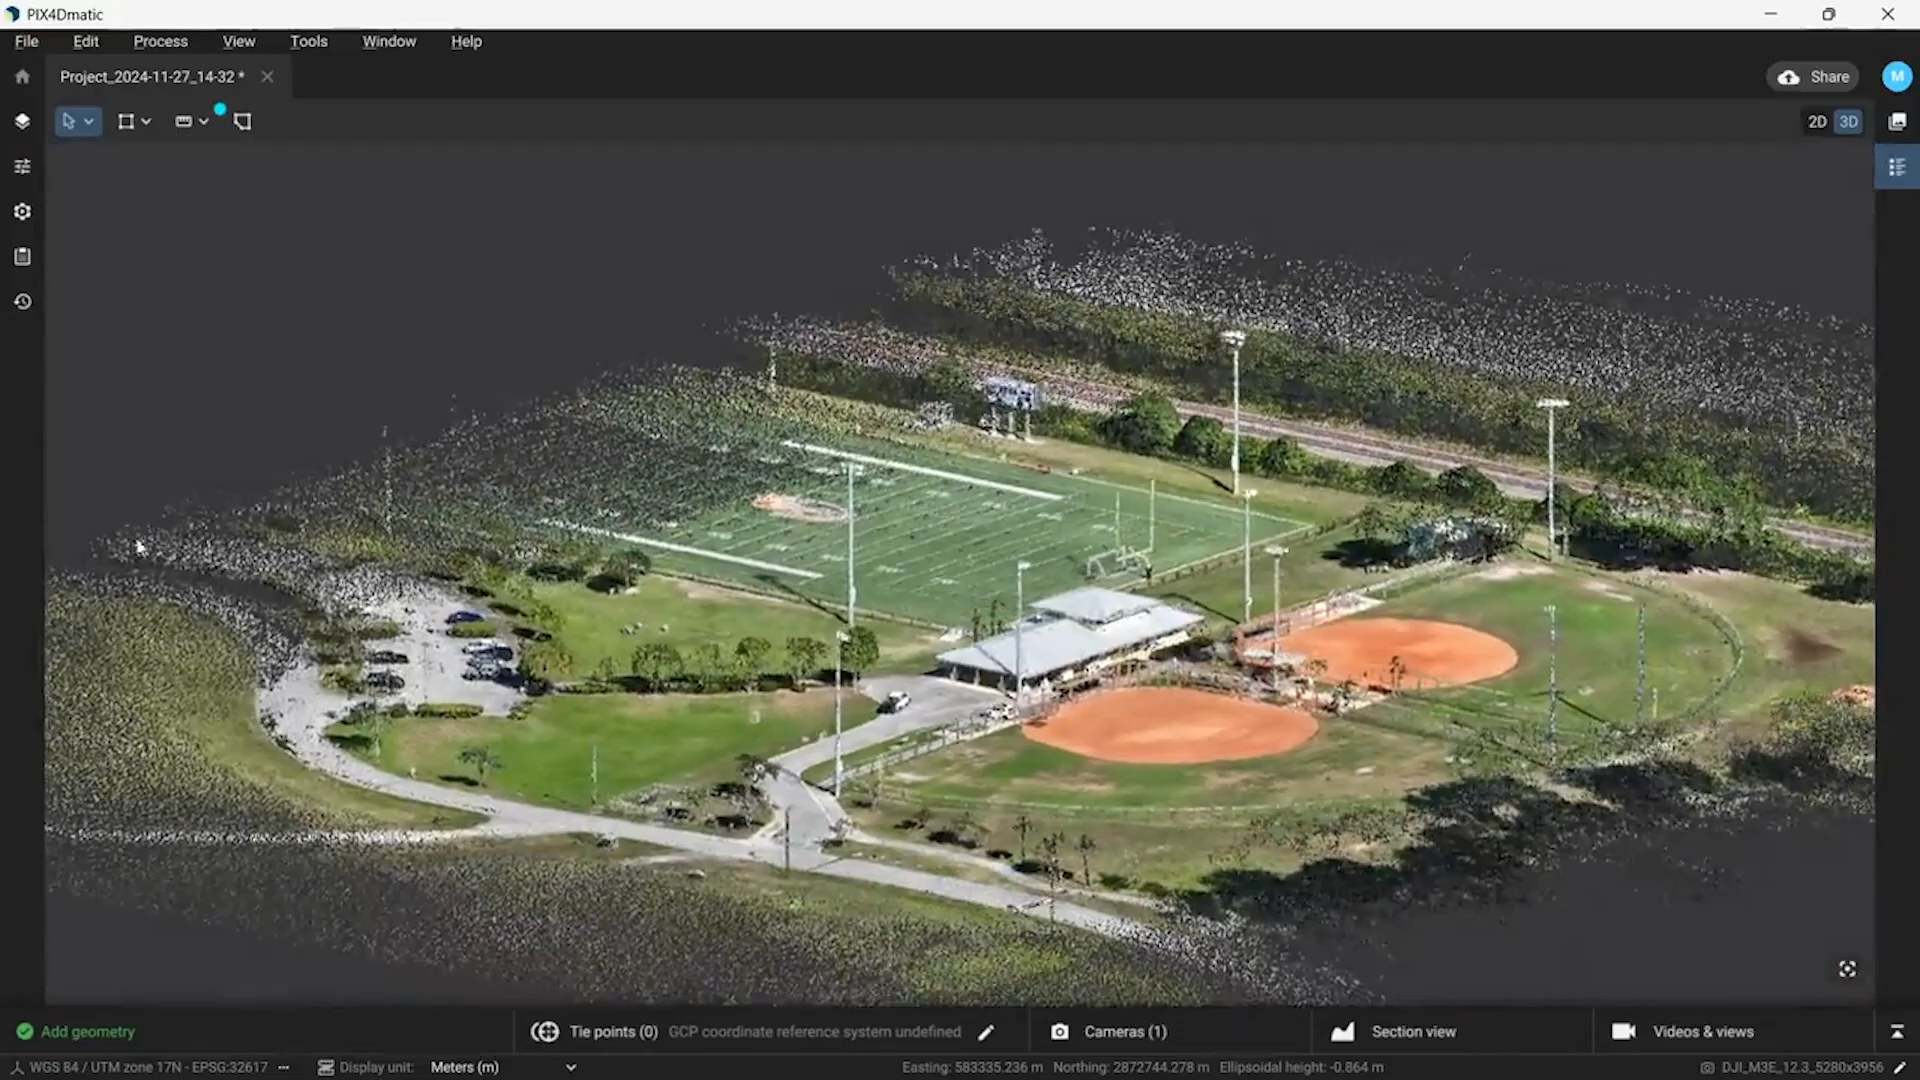 PIX4Dmatic
File Edit Process View Tools Window Help
Project_2024-11-27_14-32 *
Share
M
2D 3D
Add geometry
Tie points (0) GCP coordinate reference system undefined
Cameras (1)
Section view
Videos & views
WGS 84 / UTM zone 17N - EPSG:32617 ···
Display unit: Meters (m)
Easting: 583335.236 m Northing: 2872744.278 m Ellipsoidal height: -0.864 m
DJI_M3E_12.3_5280x3956